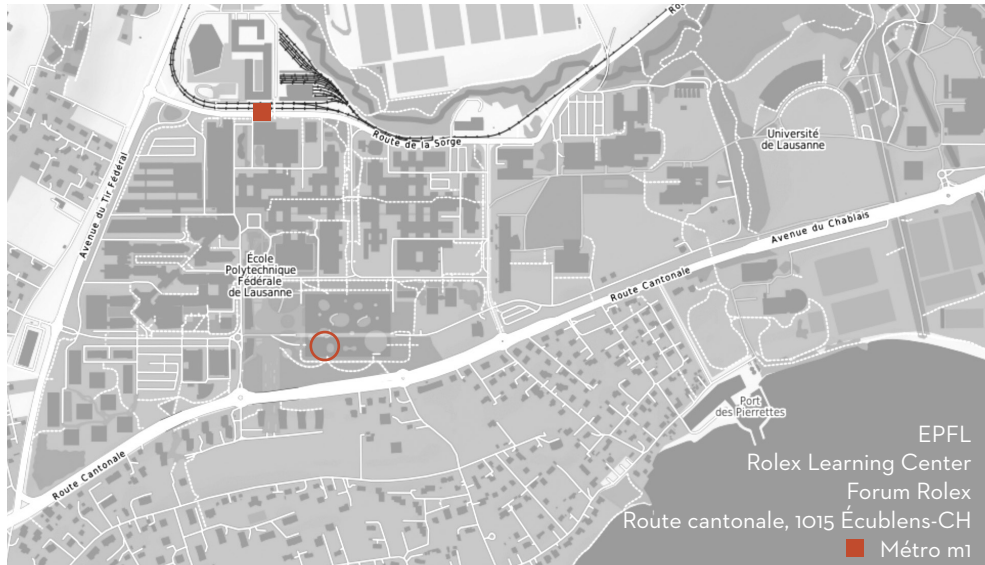 Ro
Route de la Sorge
Université
de Lausanne
Avenue du Tir Fédéral
Avenue du Chablais
École
Polytechnique
Fédérale
de Lausanne
Route Cantonale
Port
des Pierrettes
Route Cantonale
EPFL
Rolex Learning Center
Forum Rolex
Route cantonale, 1015 Écublens-CH
Métro m1